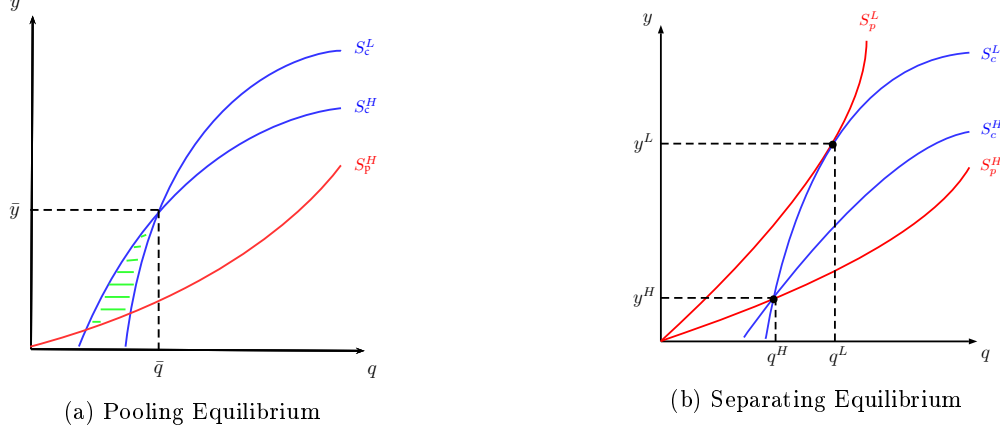 y
S_c^L
S_c^H
S_p^H
ȳ
q̄
q
(a) Pooling Equilibrium
y
S_p^L
S_c^L
S_c^H
S_p^H
y^L
y^H
q^H
q^L
q
(b) Separating Equilibrium